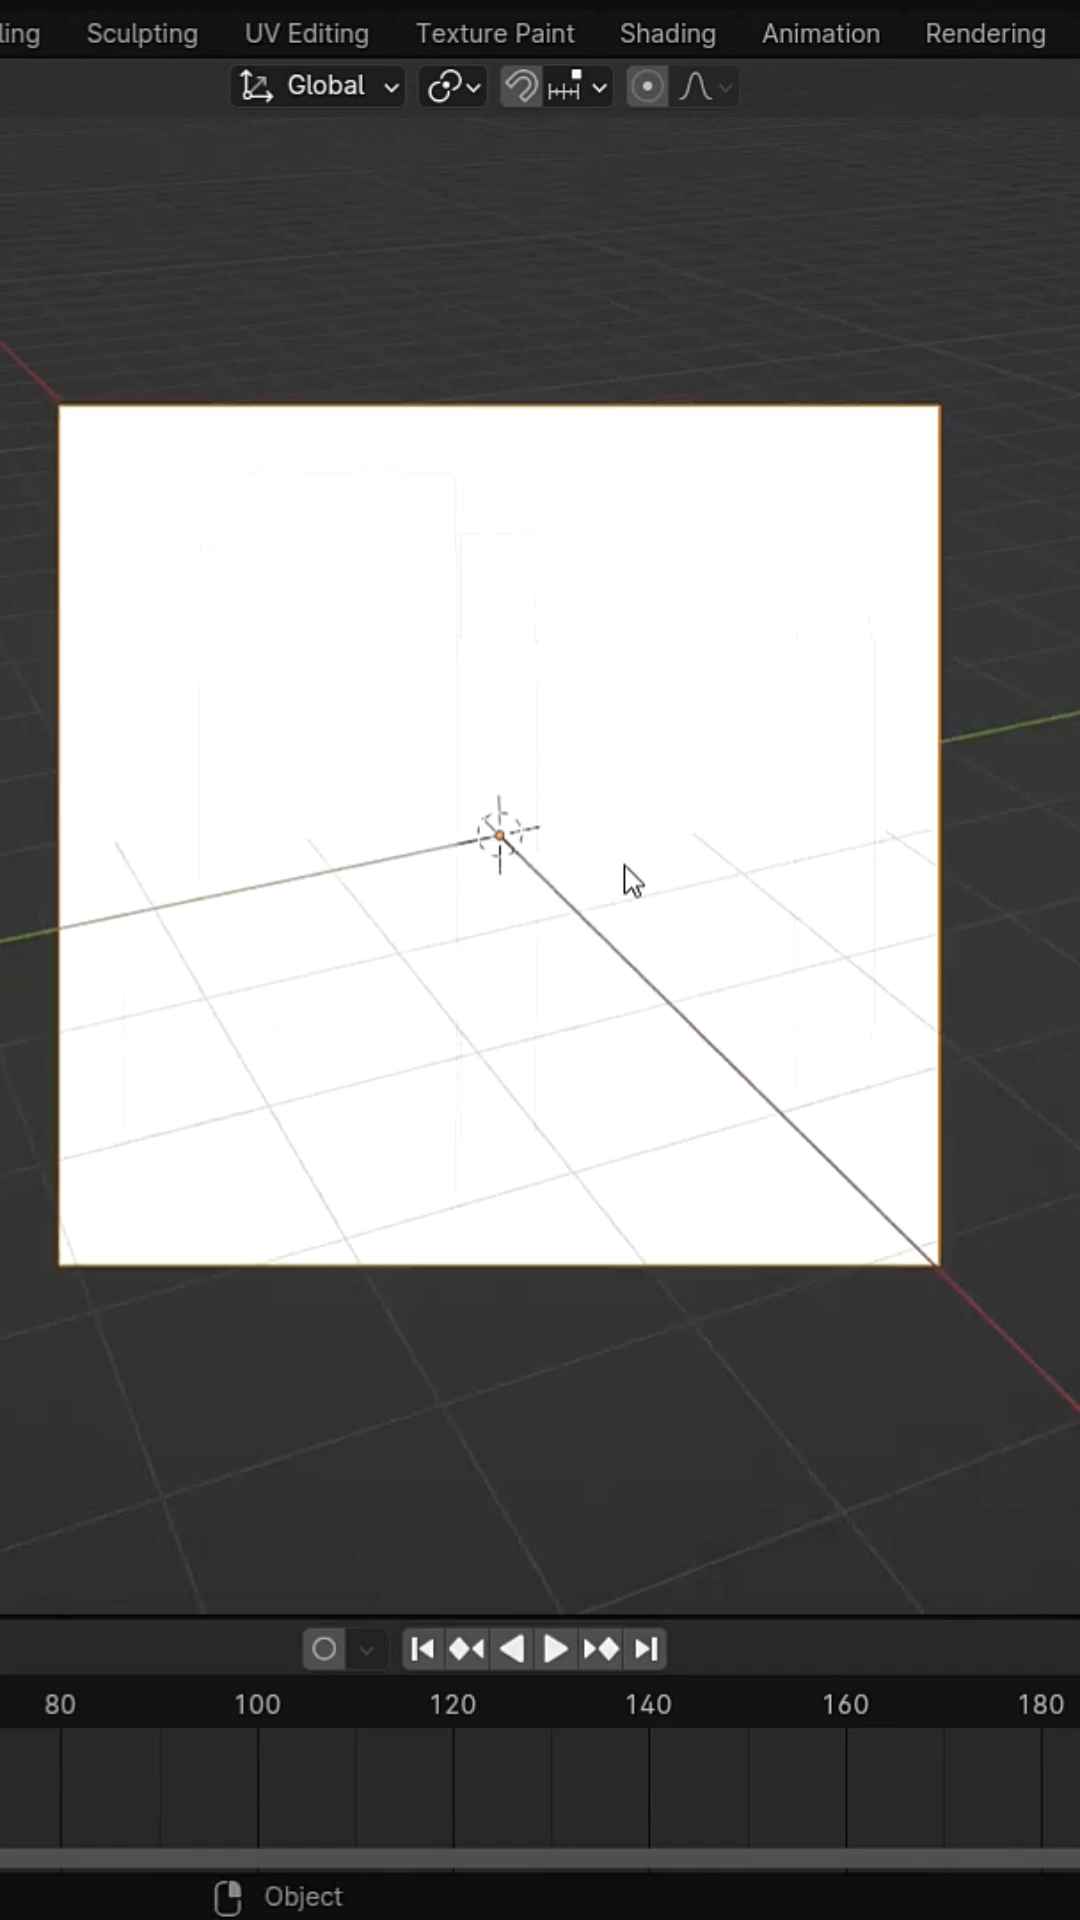 ling Sculpting UV Editing Texture Paint Shading Animation Rendering
Global
80 100 120 140 160 180
Object